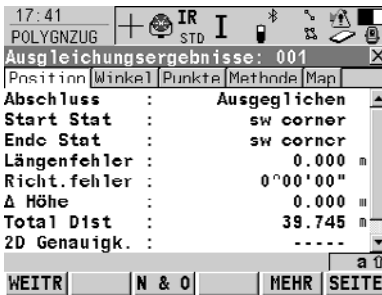 17:41
IR
POLYGNZUG STD I
Ausgleichungsergebnisse: 001 X
Position Winkel Punkte Methode Map
Abschluss : Ausgeglichen
Start Stat : sw corner
Ende Stat : sw corner
Längenfehler : 0.000 m
Richt.fehler : 0°00'00"
Δ Höhe : 0.000 m
Total Dist : 39.745 m
2D Genauigk. : -----
a
WEITR N & O MEHR SEITE